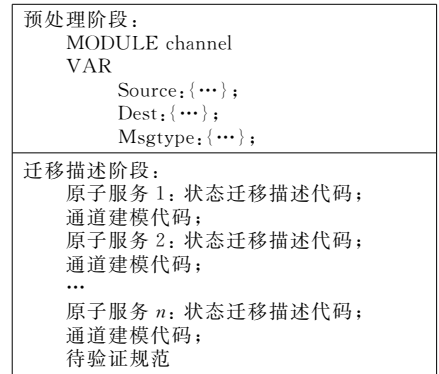 预处理阶段：
MODULE channel
VAR
Source:{…};
Dest:{…};
Msgtype:{…};
迁移描述阶段：
原子服务 1: 状态迁移描述代码;
通道建模代码;
原子服务 2: 状态迁移描述代码;
通道建模代码;
…
原子服务 n: 状态迁移描述代码;
通道建模代码;
待验证规范